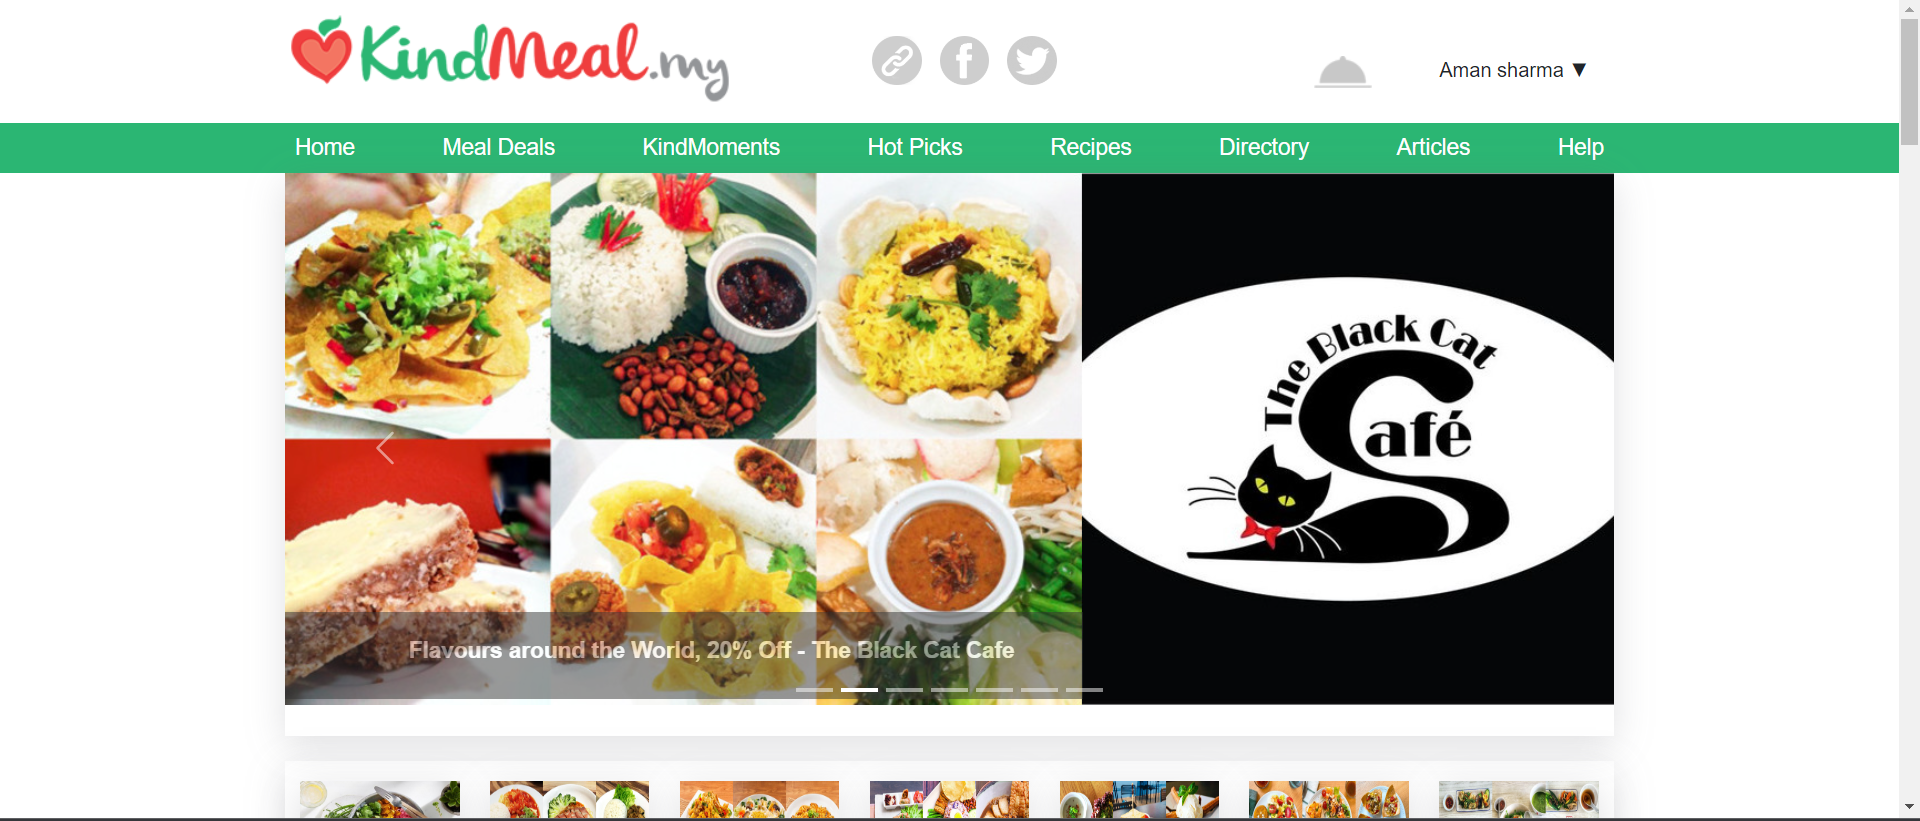 KindMeal.my
Aman sharma ▼
Home Meal Deals KindMoments Hot Picks Recipes Directory Articles Help
The Black Cat
Café
Flavours around the World, 20% Off - The Black Cat Cafe